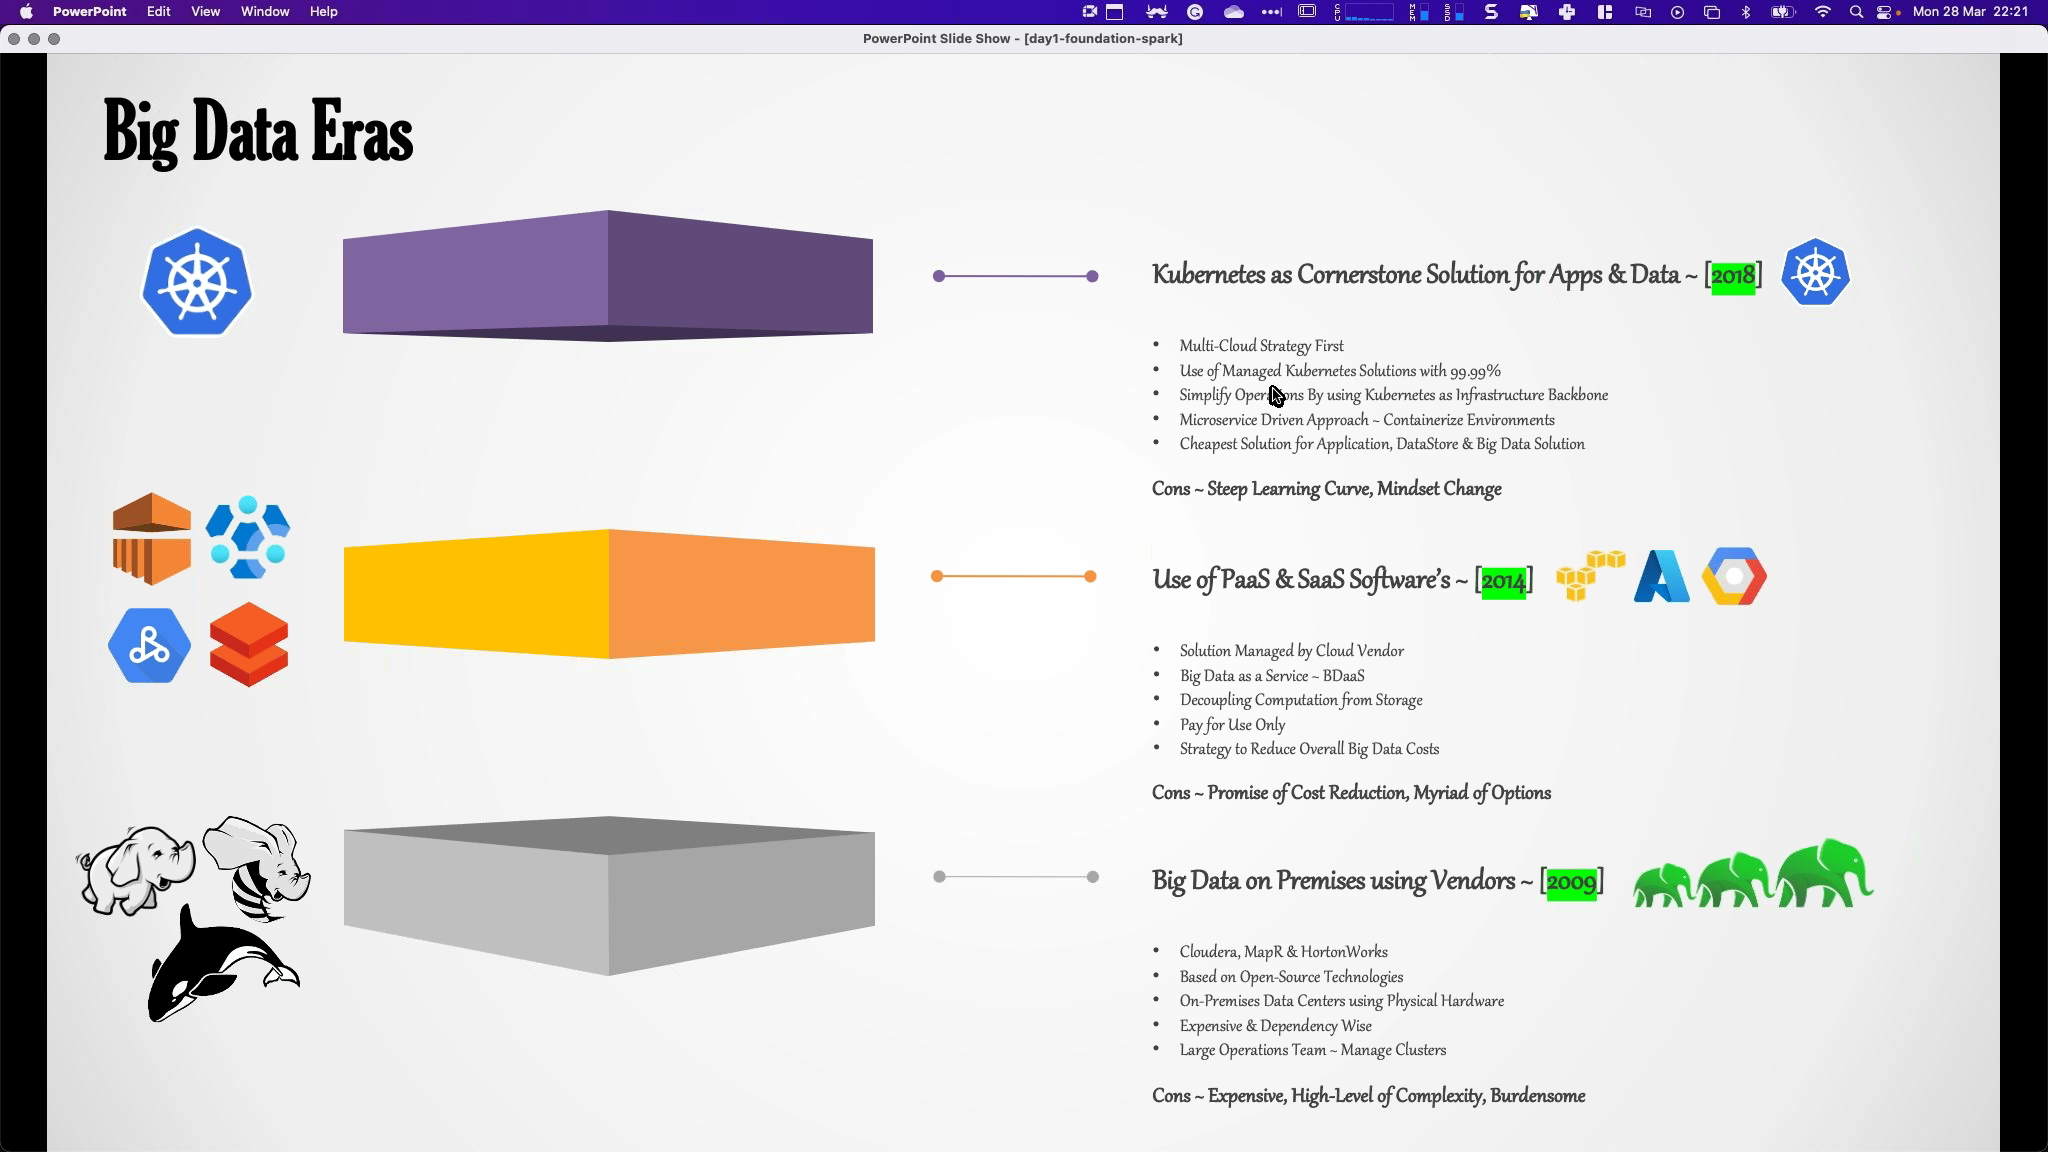 PowerPoint Edit View Window Help
CPU MEM SSD Mon 28 Mar 22:21
PowerPoint Slide Show - [day1-foundation-spark]
Big Data Eras
Kubernetes as Cornerstone Solution for Apps & Data ~ [2018]
• Multi-Cloud Strategy First
• Use of Managed Kubernetes Solutions with 99.99%
• Simplify Operations By using Kubernetes as Infrastructure Backbone
• Microservice Driven Approach ~ Containerize Environments
• Cheapest Solution for Application, DataStore & Big Data Solution
Cons ~ Steep Learning Curve, Mindset Change
Use of PaaS & SaaS Software's ~ [2014]
• Solution Managed by Cloud Vendor
• Big Data as a Service ~ BDaaS
• Decoupling Computation from Storage
• Pay for Use Only
• Strategy to Reduce Overall Big Data Costs
Cons ~ Promise of Cost Reduction, Myriad of Options
Big Data on Premises using Vendors ~ [2009]
• Cloudera, MapR & HortonWorks
• Based on Open-Source Technologies
• On-Premises Data Centers using Physical Hardware
• Expensive & Dependency Wise
• Large Operations Team ~ Manage Clusters
Cons ~ Expensive, High-Level of Complexity, Burdensome